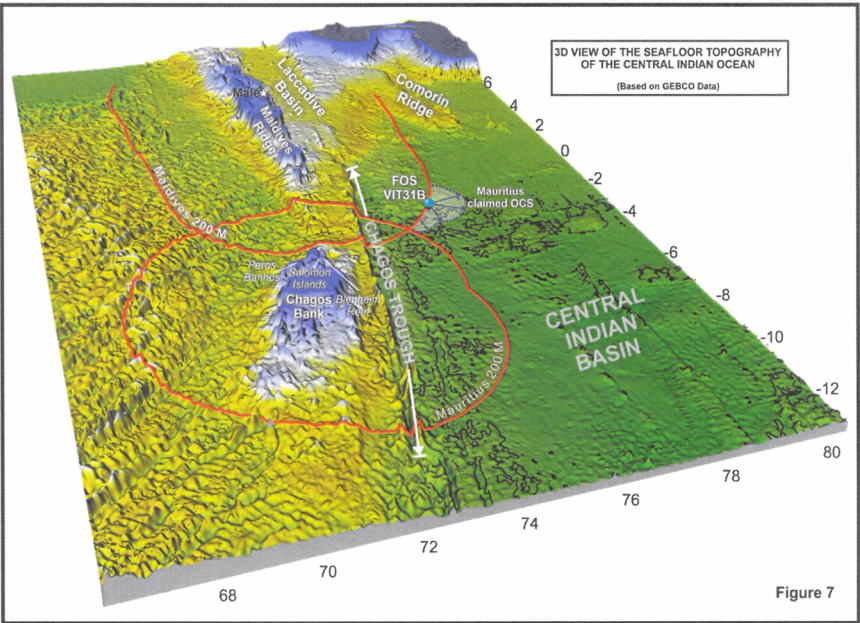 3D VIEW OF THE SEAFLOOR TOPOGRAPHY
OF THE CENTRAL INDIAN OCEAN
(Based on GEBCO Data)
Laccadive
Basin
Comorin
Ridge
Male
Maldives
Ridge
6
4
2
0
-2
-4
-6
-8
-10
-12
Maldives 200 M
FOS
VIT31B
Mauritius
claimed OCS
CHAGOS TROUGH
Peros
Banhos
Salomon
Islands
Chagos
Bank
Blenheim
Reef
CENTRAL
INDIAN
BASIN
Mauritius 200 M
68
70
72
74
76
78
80
Figure 7